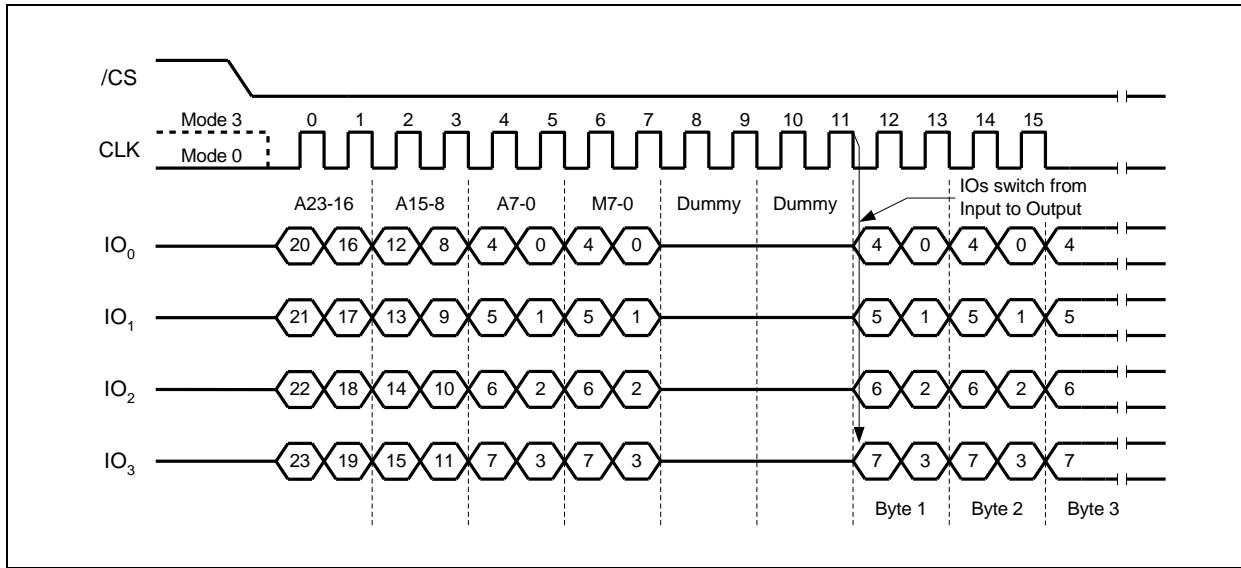 /CS
Mode 3 0 1 2 3 4 5 6 7 8 9 10 11 12 13 14 15
CLK
Mode 0
IOs switch from
Input to Output
A23-16 A15-8 A7-0 M7-0 Dummy Dummy
IO0 20 16 12 8 4 0 4 0 4 0 4 0 4
IO1 21 17 13 9 5 1 5 1 5 1 5 1 5
IO2 22 18 14 10 6 2 6 2 6 2 6 2 6
IO3 23 19 15 11 7 3 7 3 7 3 7 3 7
Byte 1 Byte 2 Byte 3